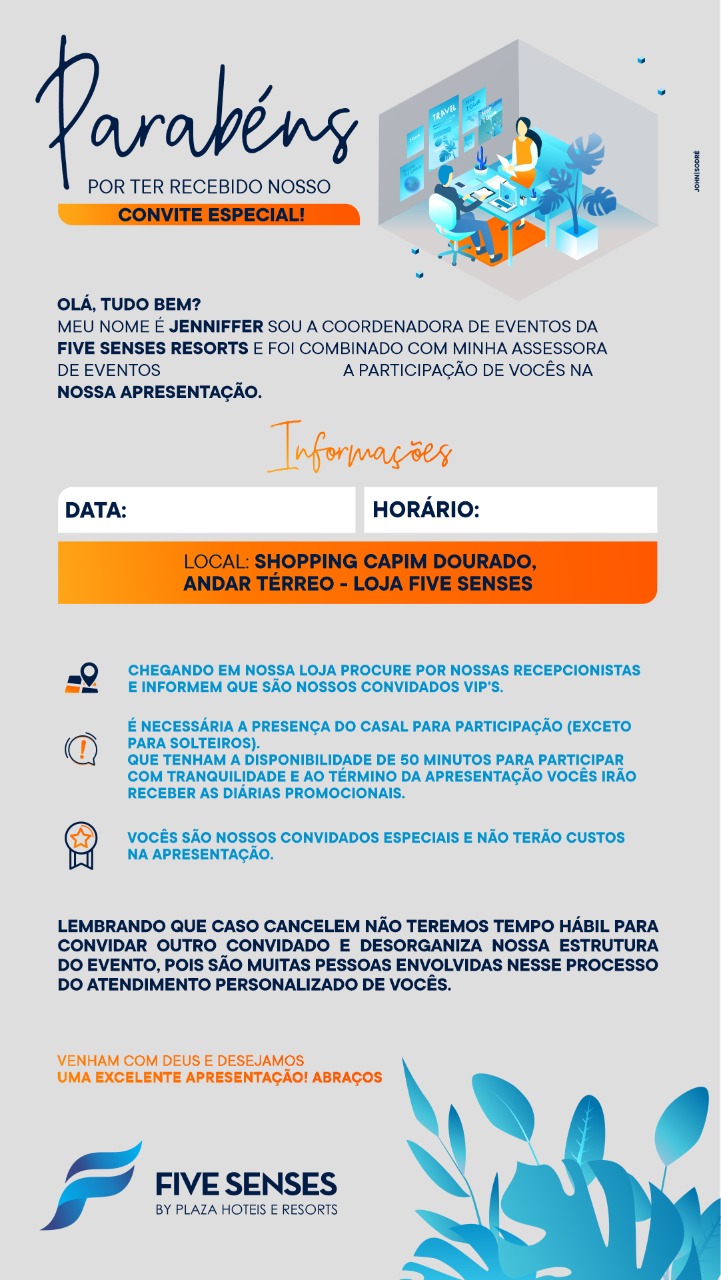 Parabéns
POR TER RECEBIDO NOSSO
CONVITE ESPECIAL!
TRAVEL
JOHN|SODRÉ
OLÁ, TUDO BEM?
MEU NOME É JENNIFFER SOU A COORDENADORA DE EVENTOS DA
FIVE SENSES RESORTS E FOI COMBINADO COM MINHA ASSESSORA
DE EVENTOS A PARTICIPAÇÃO DE VOCÊS NA
NOSSA APRESENTAÇÃO.
Informações
DATA: HORÁRIO:
LOCAL: SHOPPING CAPIM DOURADO,
ANDAR TÉRREO - LOJA FIVE SENSES
CHEGANDO EM NOSSA LOJA PROCURE POR NOSSAS RECEPCIONISTAS
E INFORMEM QUE SÃO NOSSOS CONVIDADOS VIP'S.
É NECESSÁRIA A PRESENÇA DO CASAL PARA PARTICIPAÇÃO (EXCETO
PARA SOLTEIROS).
QUE TENHAM A DISPONIBILIDADE DE 50 MINUTOS PARA PARTICIPAR
COM TRANQUILIDADE E AO TÉRMINO DA APRESENTAÇÃO VOCÊS IRÃO
RECEBER AS DIÁRIAS PROMOCIONAIS.
VOCÊS SÃO NOSSOS CONVIDADOS ESPECIAIS E NÃO TERÃO CUSTOS
NA APRESENTAÇÃO.
LEMBRANDO QUE CASO CANCELEM NÃO TEREMOS TEMPO HÁBIL PARA
CONVIDAR OUTRO CONVIDADO E DESORGANIZA NOSSA ESTRUTURA
DO EVENTO, POIS SÃO MUITAS PESSOAS ENVOLVIDAS NESSE PROCESSO
DO ATENDIMENTO PERSONALIZADO DE VOCÊS.
VENHAM COM DEUS E DESEJAMOS
UMA EXCELENTE APRESENTAÇÃO! ABRAÇOS
FIVE SENSES
BY PLAZA HOTEIS E RESORTS